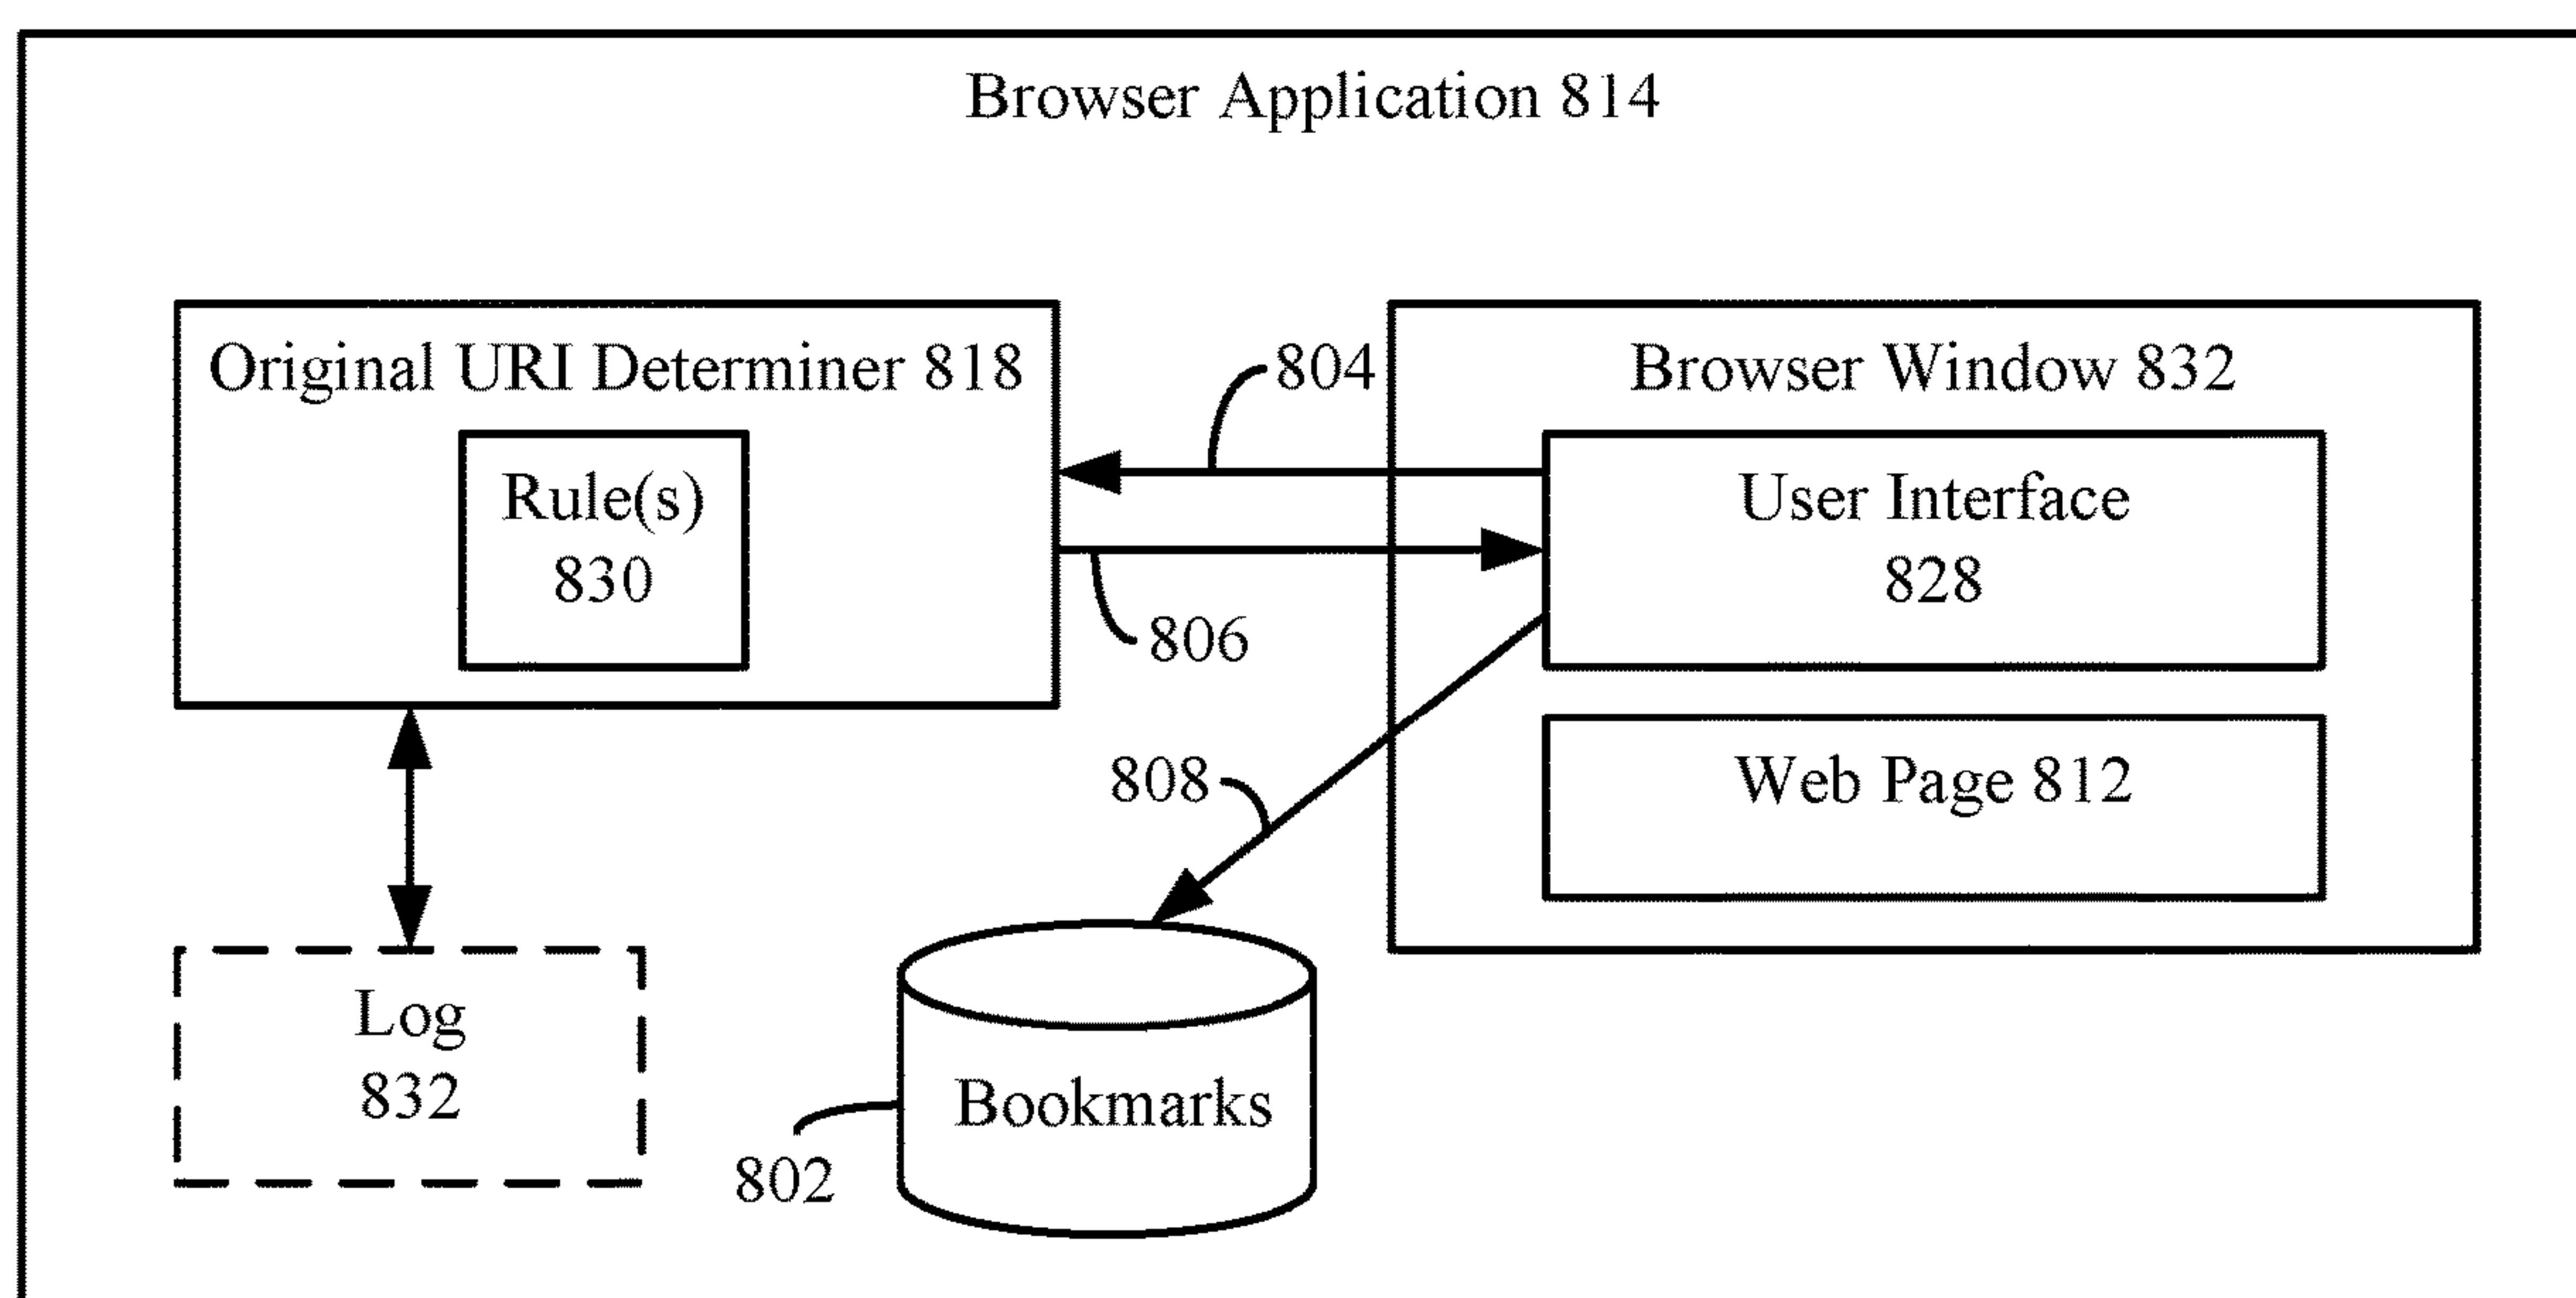 Browser Application 814
Original URI Determiner 818
Rule(s)
830
804
806
Browser Window 832
User Interface
828
Web Page 812
808
Log
832
Bookmarks
802